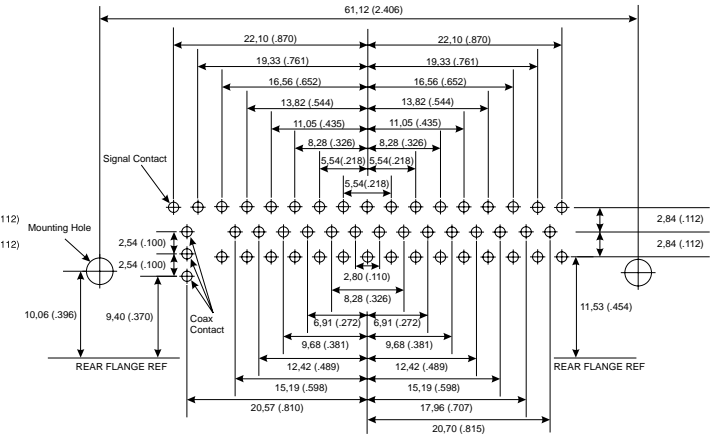 61,12 (2.406)
22,10 (.870) 22,10 (.870)
19,33 (.761) 19,33 (.761)
16,56 (.652) 16,56 (.652)
13,82 (.544) 13,82 (.544)
11,05 (.435) 11,05 (.435)
8,28 (.326) 8,28 (.326)
Signal Contact
5,54(.218) 5,54(.218)
5,54(.218)
112)
2,84 (.112)
Mounting Hole
112)
2,54 (.100)
2,84 (.112)
2,54 (.100)
2,80 (.110)
8,28 (.326)
10,06 (.396)
9,40 (.370)
Coax
Contact
11,53 (.454)
6,91 (.272) 6,91 (.272)
9,68 (.381) 9,68 (.381)
REAR FLANGE REF
12,42 (.489) 12,42 (.489)
REAR FLANGE REF
15,19 (.598) 15,19 (.598)
20,57 (.810) 17,96 (.707)
20,70 (.815)